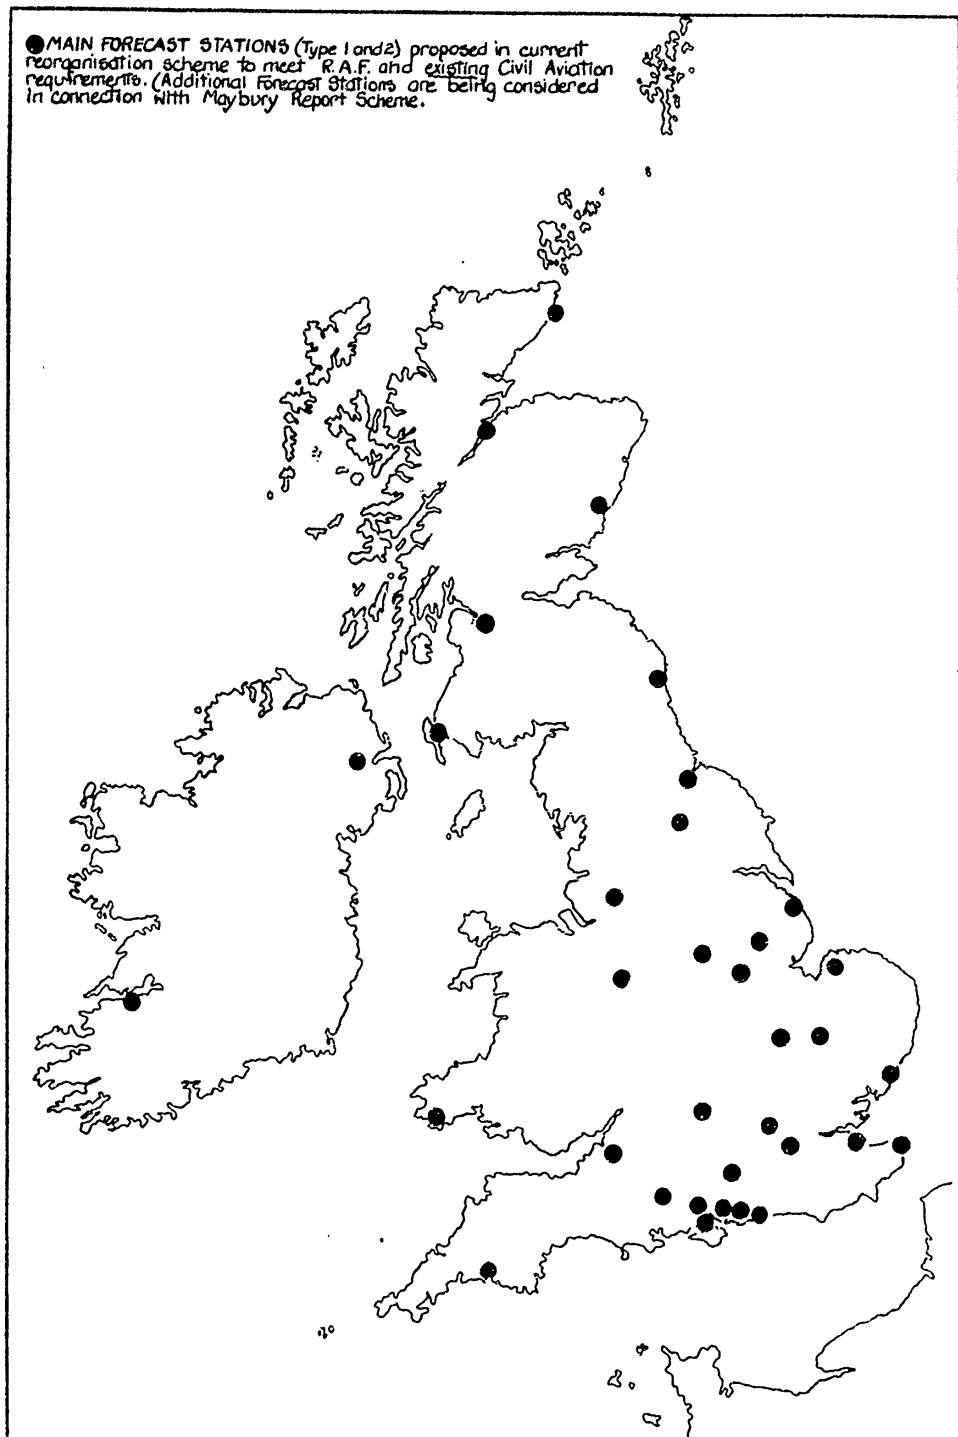 MAIN FORECAST STATIONS (Type 1 and 2) proposed in current
reorganisation scheme to meet R.A.F. and existing Civil Aviation
requirements. (Additional Forecast Stations are being considered
in connection with Maybury Report Scheme.